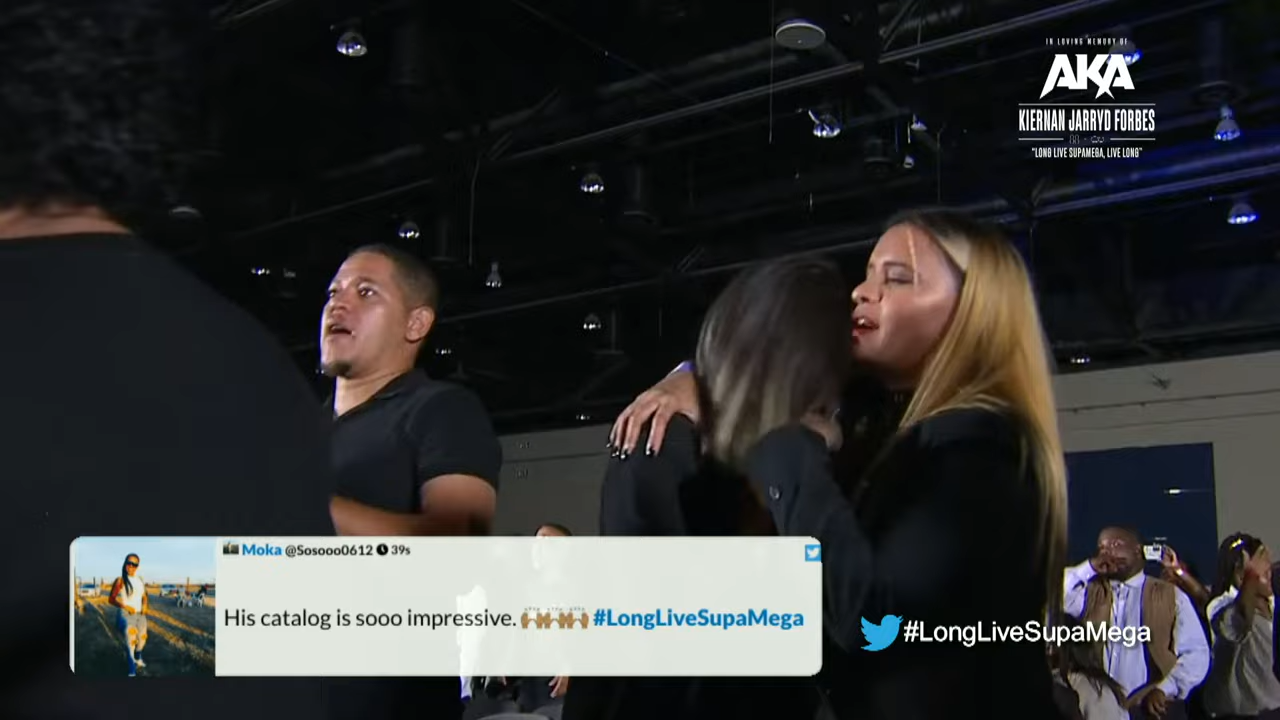 IN LOVING MEMORY OF
AKA
KIERNAN JARRYD FORBES
"LONG LIVE SUPAMEGA, LIVE LONG"
Moka @Sosooo0612 39s
His catalog is sooo impressive. 🙌🏽🙌🏽🙌🏽 #LongLiveSupaMega
#LongLiveSupaMega